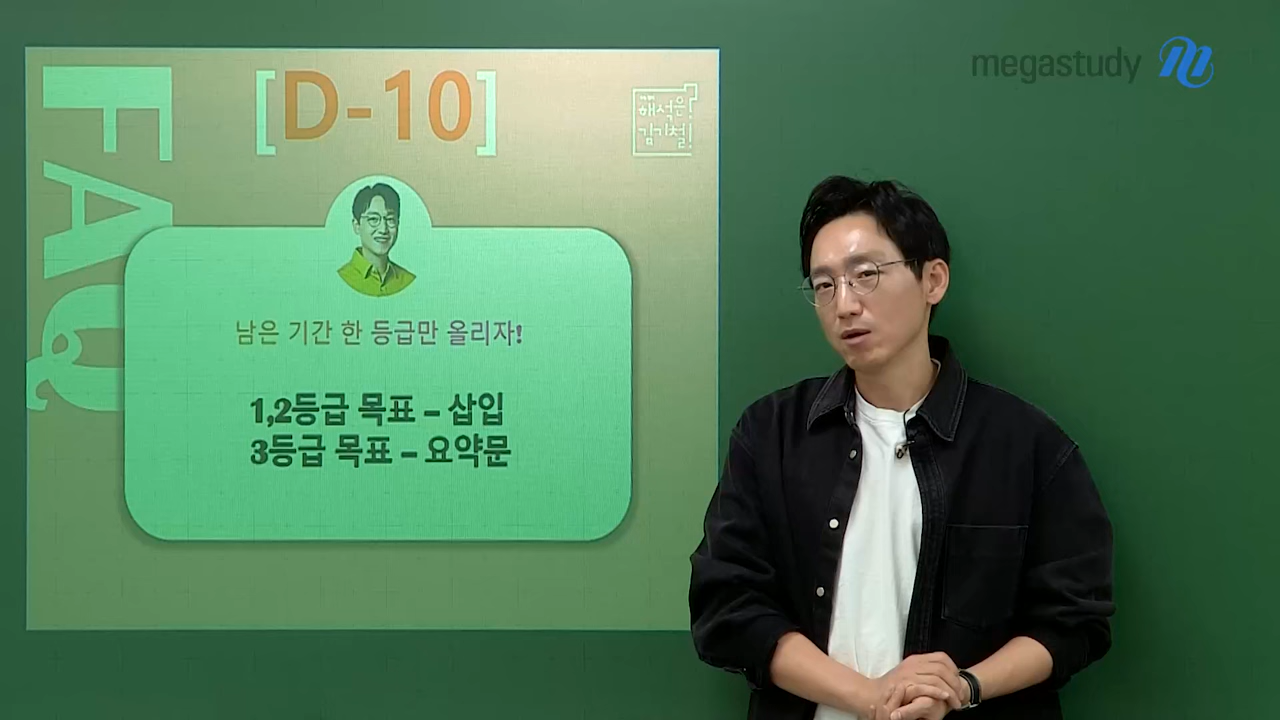 megastudy
FAQ
[D-10]
해석은!
김기철!
남은 기간 한 등급만 올리자!
1,2등급 목표 – 삽입
3등급 목표 – 요약문